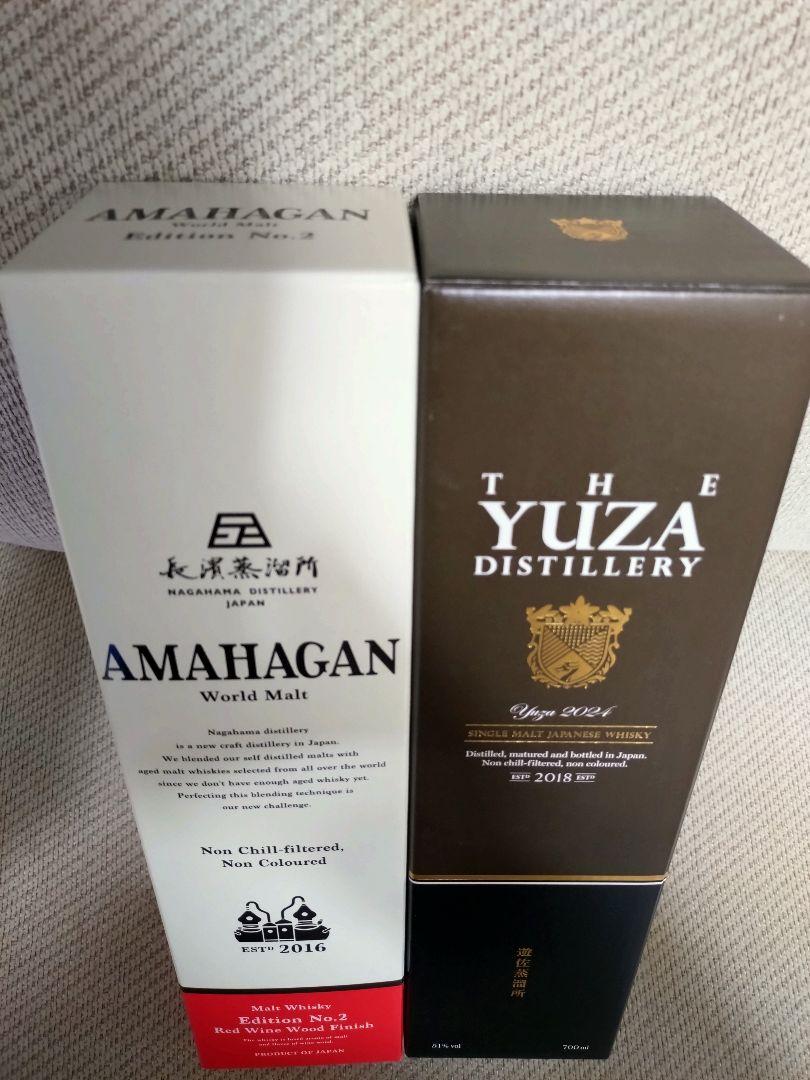 AMAHAGAN
World Malt
Edition No.2
長濱蒸溜所
NAGAHAMA DISTILLERY
JAPAN
AMAHAGAN
World Malt
Nagahama distillery
is a new craft distillery in Japan.
We blended our self distilled malts with
aged malt whiskies selected from all over the world
since we don't have enough aged whisky yet.
Perfecting this blending technique is
our new challenge.
Non Chill-filtered,
Non Coloured
ESTD 2016
Malt Whisky
Edition No.2
Red Wine Wood Finish
PRODUCT OF JAPAN
THE
YUZA
DISTILLERY
Yuza 2024
SINGLE MALT JAPANESE WHISKY
Distilled, matured and bottled in Japan.
Non chill-filtered, non coloured.
ESTD 2018 ESTD
遊佐蒸溜所
51% vol
700 ml